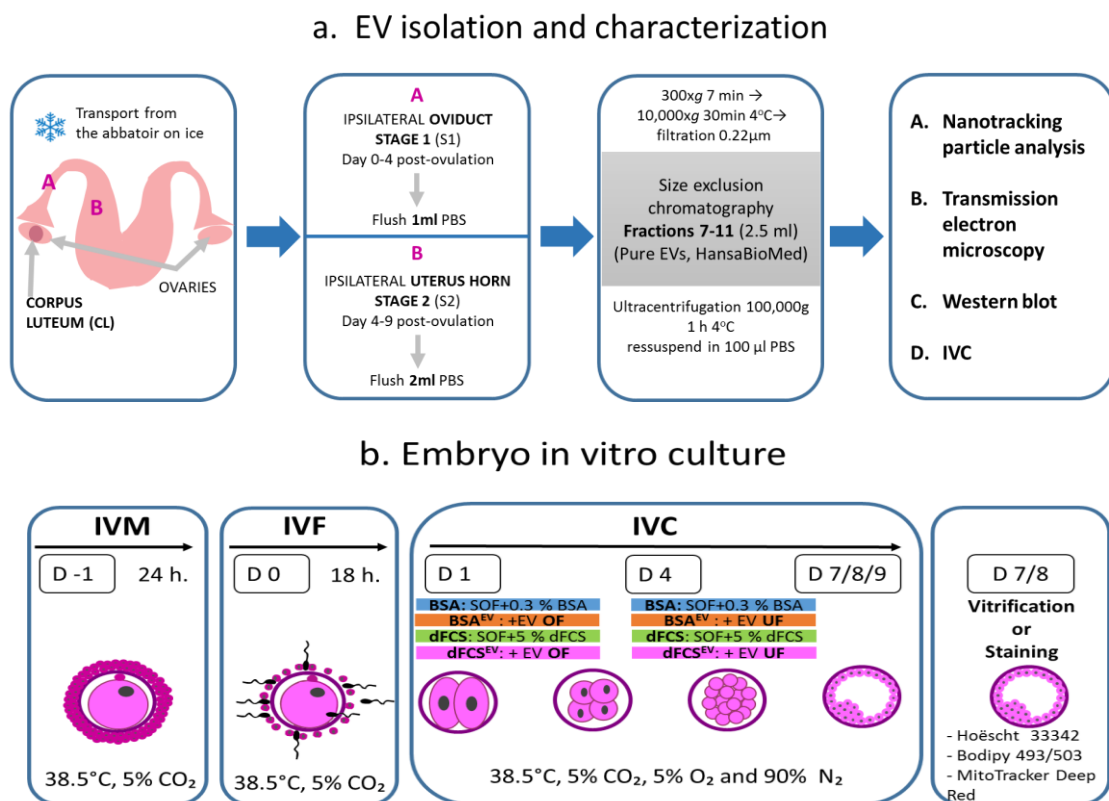 a. EV isolation and characterization
Transport from
the abbatoir on ice
A
B
OVARIES
CORPUS
LUTEUM (CL)
A
IPSILATERAL OVIDUCT
STAGE 1 (S1)
Day 0-4 post-ovulation
Flush 1ml PBS
B
IPSILATERAL UTERUS HORN
STAGE 2 (S2)
Day 4-9 post-ovulation
Flush 2ml PBS
300xg 7 min →
10,000xg 30min 4°C→
filtration 0.22µm
Size exclusion
chromatography
Fractions 7-11 (2.5 ml)
(Pure EVs, HansaBioMed)
Ultracentrifugation 100,000g
1 h 4°C
ressuspend in 100 µl PBS
A. Nanotracking
particle analysis
B. Transmission
electron
microscopy
C. Western blot
D. IVC
b. Embryo in vitro culture
IVM
D -1 24 h.
38.5°C, 5% CO₂
IVF
D 0 18 h.
38.5°C, 5% CO₂
IVC
D 1 D 4 D 7/8/9
BSA: SOF+0.3 % BSA
BSAᴱⱽ : +EV OF
dFCS: SOF+5 % dFCS
dFCSᴱⱽ: + EV OF
BSA: SOF+0.3 % BSA
BSAᴱⱽ : + EV UF
dFCS: SOF+5 % dFCS
dFCSᴱⱽ: + EV UF
38.5°C, 5% CO₂, 5% O₂ and 90% N₂
D 7/8
Vitrification
or
Staining
- Hoëscht 33342
- Bodipy 493/503
- MitoTracker Deep
Red